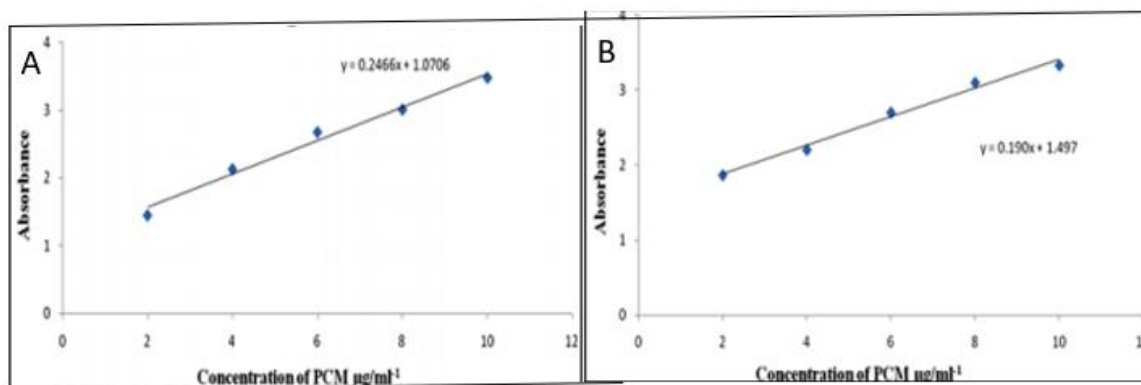 A
y = 0.2466x + 1.0706
Absorbance
4
3
2
1
0
0 2 4 6 8 10 12
Concentration of PCM µg/ml-1
B
y = 0.190x + 1.497
Absorbance
4
3
2
1
0
0 2 4 6 8 10
Concentration of PCM µg/ml-1